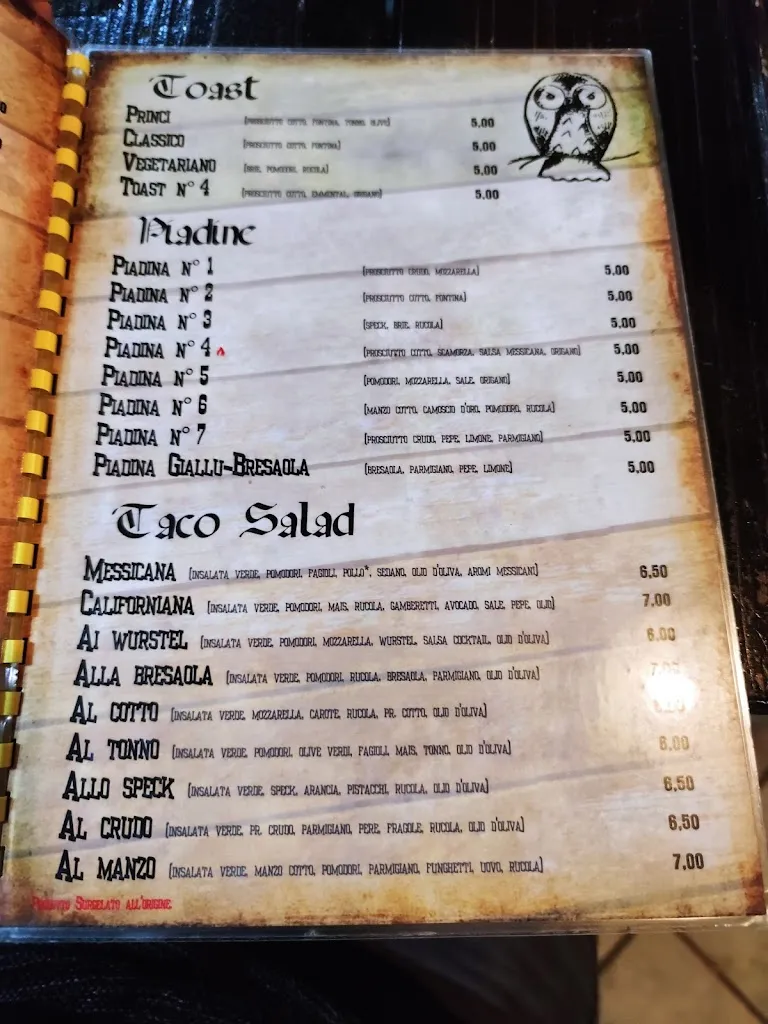 Toast
Princi [prosciutto cotto, fontina, tonno, olive] 5,00
Classico [prosciutto cotto, fontina] 5,00
Vegetariano [brie, pomodori, rucola] 5,00
Toast n° 4 [prosciutto cotto, emmental, origano] 5,00
Piadine
Piadina n° 1 [prosciutto crudo, mozzarella] 5,00
Piadina n° 2 [prosciutto cotto, fontina] 5,00
Piadina n° 3 [speck, brie, rucola] 5,00
Piadina n° 4 [prosciutto cotto, scamorza, salsa messicana, origano] 5,00
Piadina n° 5 [pomodori, mozzarella, sale, origano] 5,00
Piadina n° 6 [manzo cotto, camoscio d'oro, pomodoro, rucola] 5,00
Piadina n° 7 [prosciutto crudo, pepe, limone, parmigiano] 5,00
Piadina Giallu-Bresaola [bresaola, parmigiano, pepe, limone] 5,00
Taco Salad
Messicana [insalata verde, pomodori, fagioli, pollo*, sedano, olio d'oliva, aromi messicani] 6,50
Californiana [insalata verde, pomodori, mais, rucola, gamberetti, avocado, sale, pepe, olio] 7,00
Ai wurstel [insalata verde, pomodori, mozzarella, wurstel, salsa cocktail, olio d'oliva] 6,00
Alla bresaola [insalata verde, pomodori, rucola, bresaola, parmigiano, olio d'oliva] 7,00
Al cotto [insalata verde, mozzarella, carote, rucola, pr. cotto, olio d'oliva]
Al tonno [insalata verde, pomodori, olive verdi, fagioli, mais, tonno, olio d'oliva] 6,00
Allo speck [insalata verde, speck, arancia, pistacchi, rucola, olio d'oliva] 6,50
Al crudo [insalata verde, pr. crudo, parmigiano, pere, fragole, rucola, olio d'oliva] 6,50
Al manzo [insalata verde, manzo cotto, pomodori, parmigiano, funghetti, uovo, rucola] 7,00
Prodotto Surgelato all'origine